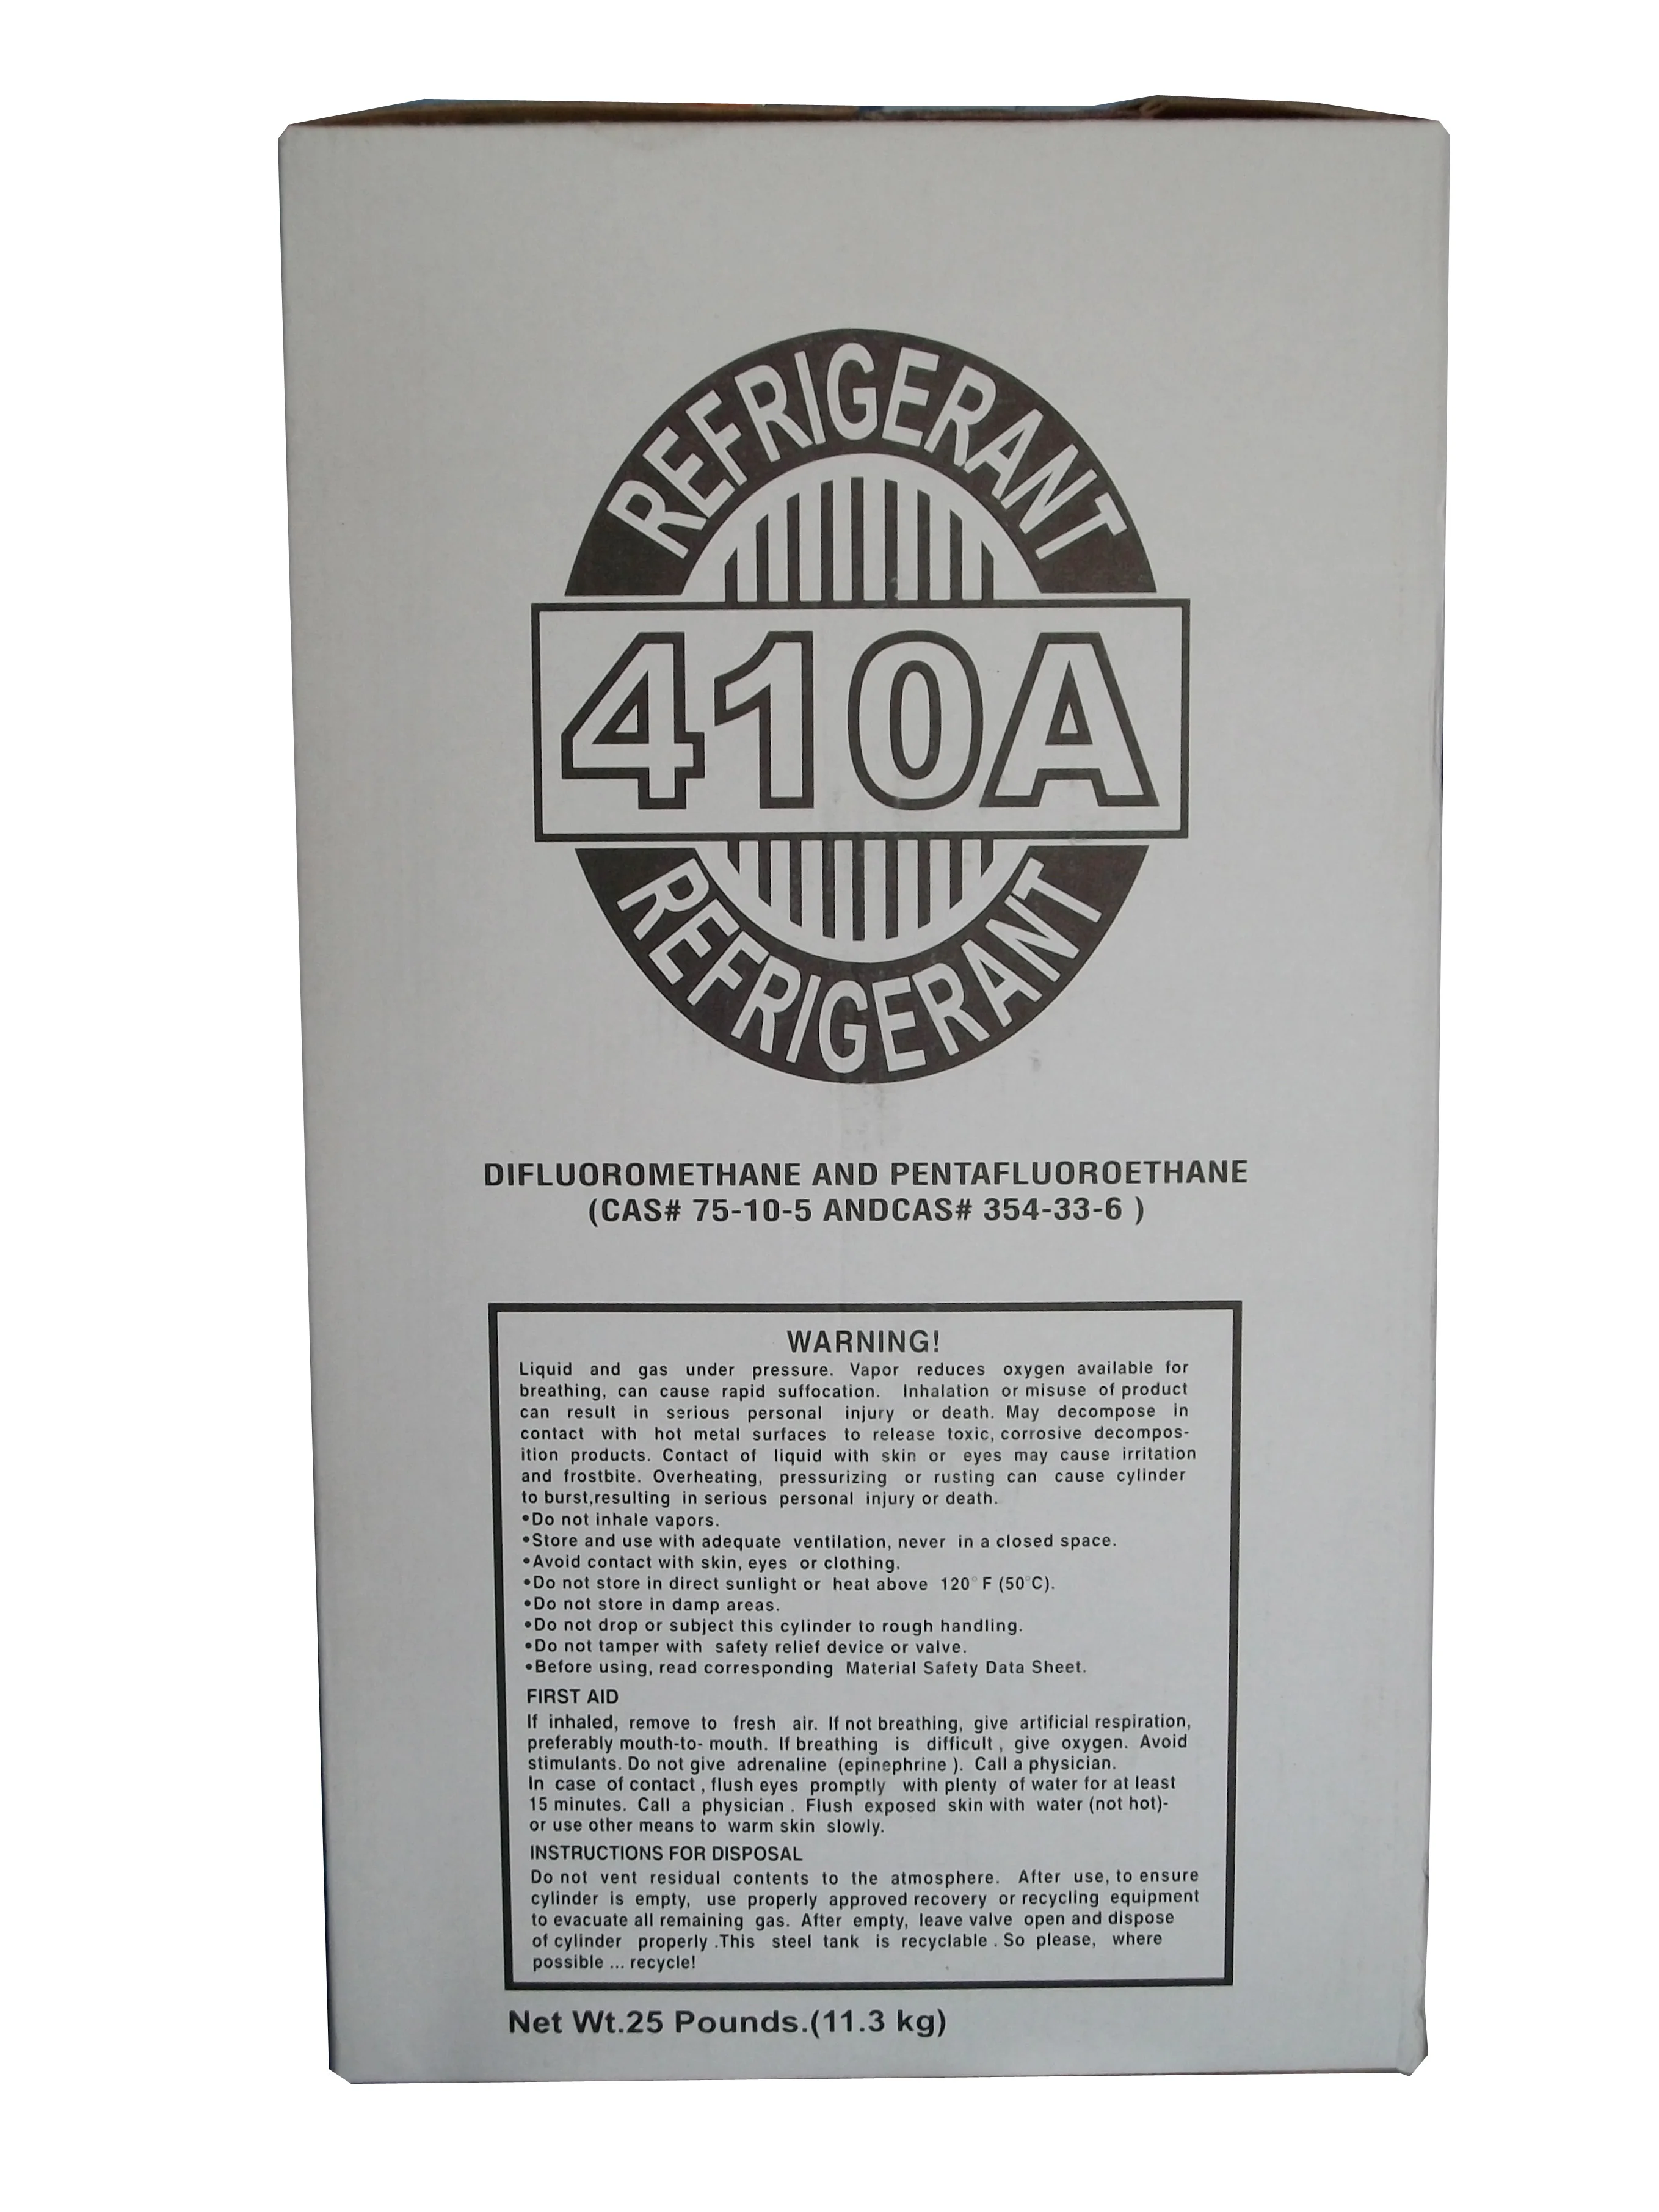 REFRIGERANT
410A
REFRIGERANT
DIFLUOROMETHANE AND PENTAFLUOROETHANE
(CAS# 75-10-5 ANDCAS# 354-33-6 )
WARNING!
Liquid and gas under pressure. Vapor reduces oxygen available for
breathing, can cause rapid suffocation. Inhalation or misuse of product
can result in serious personal injury or death. May decompose in
contact with hot metal surfaces to release toxic, corrosive decompos-
ition products. Contact of liquid with skin or eyes may cause irritation
and frostbite. Overheating, pressurizing or rusting can cause cylinder
to burst,resulting in serious personal injury or death.
•Do not inhale vapors.
•Store and use with adequate ventilation, never in a closed space.
•Avoid contact with skin, eyes or clothing.
•Do not store in direct sunlight or heat above 120° F (50°C).
•Do not store in damp areas.
•Do not drop or subject this cylinder to rough handling.
•Do not tamper with safety relief device or valve.
•Before using, read corresponding Material Safety Data Sheet.
FIRST AID
If inhaled, remove to fresh air. If not breathing, give artificial respiration,
preferably mouth-to- mouth. If breathing is difficult , give oxygen. Avoid
stimulants. Do not give adrenaline (epinephrine ). Call a physician.
In case of contact , flush eyes promptly with plenty of water for at least
15 minutes. Call a physician . Flush exposed skin with water (not hot)-
or use other means to warm skin slowly.
INSTRUCTIONS FOR DISPOSAL
Do not vent residual contents to the atmosphere. After use, to ensure
cylinder is empty, use properly approved recovery or recycling equipment
to evacuate all remaining gas. After empty, leave valve open and dispose
of cylinder properly .This steel tank is recyclable . So please, where
possible ... recycle!
Net Wt.25 Pounds.(11.3 kg)